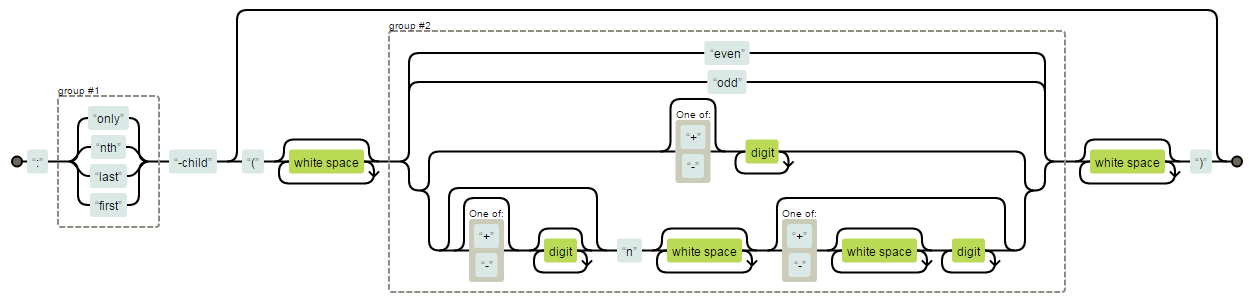 group #2
“even”
group #1
“odd”
“only”
One of:
“+”
“nth”
“:”
“-child”
“(”
white space
digit
white space
“)”
“-”
“last”
“first”
One of:
One of:
“+”
“+”
digit
“n”
white space
white space
digit
“-”
“-”